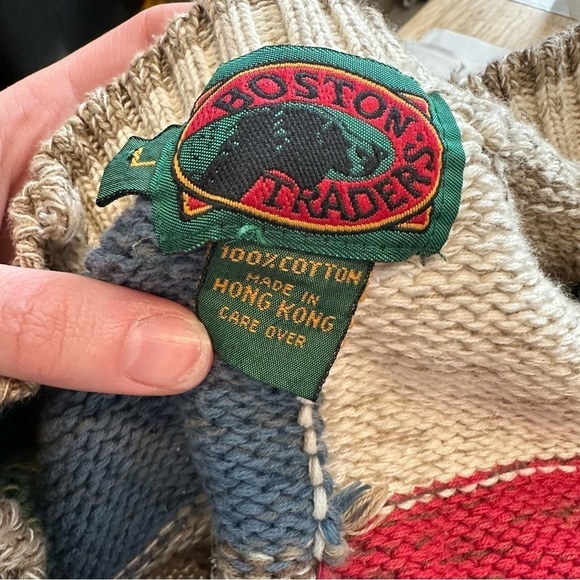 BOSTON
TRADERS
L
100% COTTON
MADE IN
HONG KONG
CARE OVER